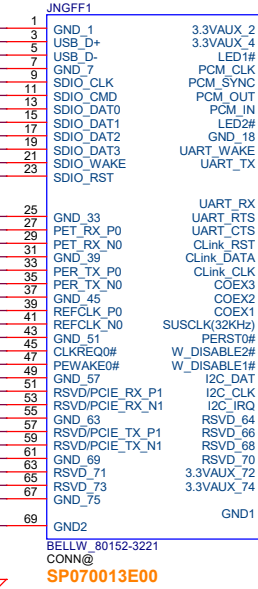 JNGFF1
1 GND_1 3.3VAUX_2
3 USB_D+ 3.3VAUX_4
5 USB_D- LED1#
7 GND_7 PCM_CLK
9 SDIO_CLK PCM_SYNC
11 SDIO_CMD PCM_OUT
13 SDIO_DAT0 PCM_IN
15 SDIO_DAT1 LED2#
17 SDIO_DAT2 GND_18
19 SDIO_DAT3 UART_WAKE
21 SDIO_WAKE UART_TX
23 SDIO_RST
UART_RX
25 GND_33 UART_RTS
27 PET_RX_P0 UART_CTS
29 PET_RX_N0 CLink_RST
31 GND_39 CLink_DATA
33 PER_TX_P0 CLink_CLK
35 PER_TX_N0 COEX3
37 GND_45 COEX2
39 REFCLK_P0 COEX1
41 REFCLK_N0 SUSCLK(32KHz)
43 GND_51 PERST0#
45 CLKREQ0# W_DISABLE2#
47 PEWAKE0# W_DISABLE1#
49 GND_57 I2C_DAT
51 RSVD/PCIE_RX_P1 I2C_CLK
53 RSVD/PCIE_RX_N1 I2C_IRQ
55 GND_63 RSVD_64
57 RSVD/PCIE_TX_P1 RSVD_66
59 RSVD/PCIE_TX_N1 RSVD_68
61 GND_69 RSVD_70
63 RSVD_71 3.3VAUX_72
65 RSVD_73 3.3VAUX_74
67 GND_75
GND1
69 GND2
BELLW_80152-3221
CONN@
SP070013E00